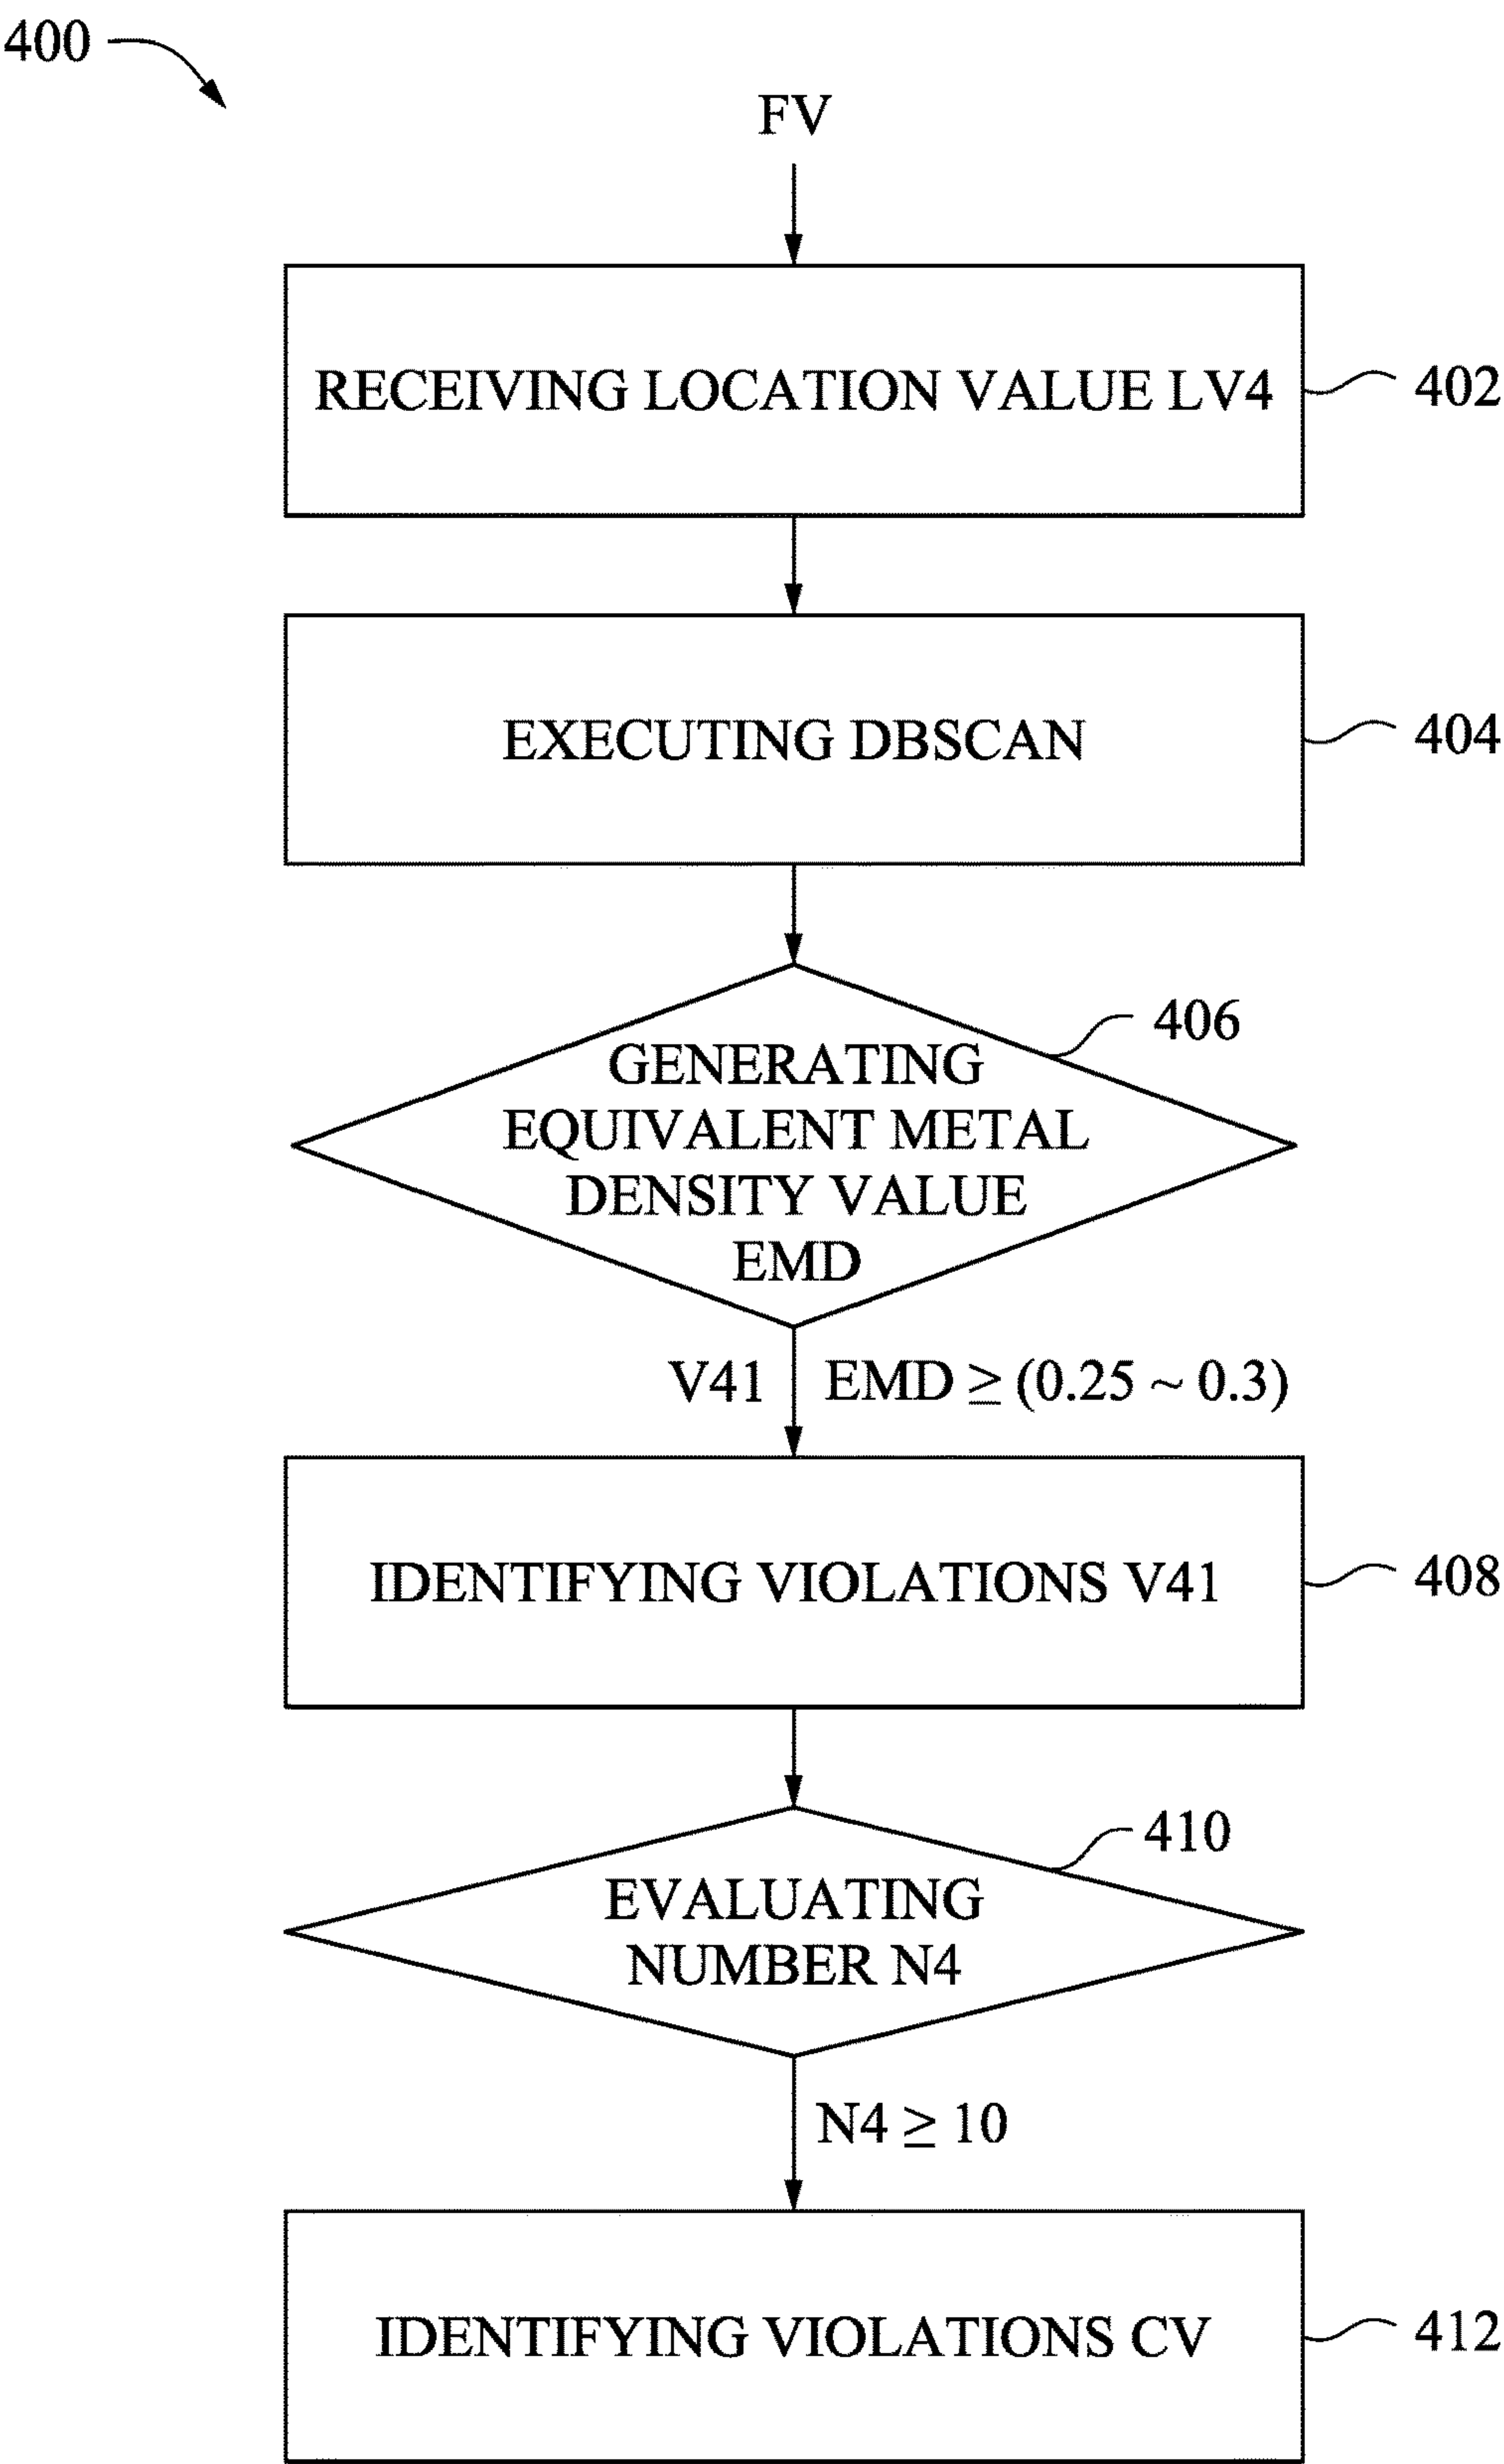 400
FV
RECEIVING LOCATION VALUE LV4
402
EXECUTING DBSCAN
404
406
GENERATING
EQUIVALENT METAL
DENSITY VALUE
EMD
V41
EMD ≥ (0.25 ~ 0.3)
IDENTIFYING VIOLATIONS V41
408
410
EVALUATING
NUMBER N4
N4 ≥ 10
IDENTIFYING VIOLATIONS CV
412